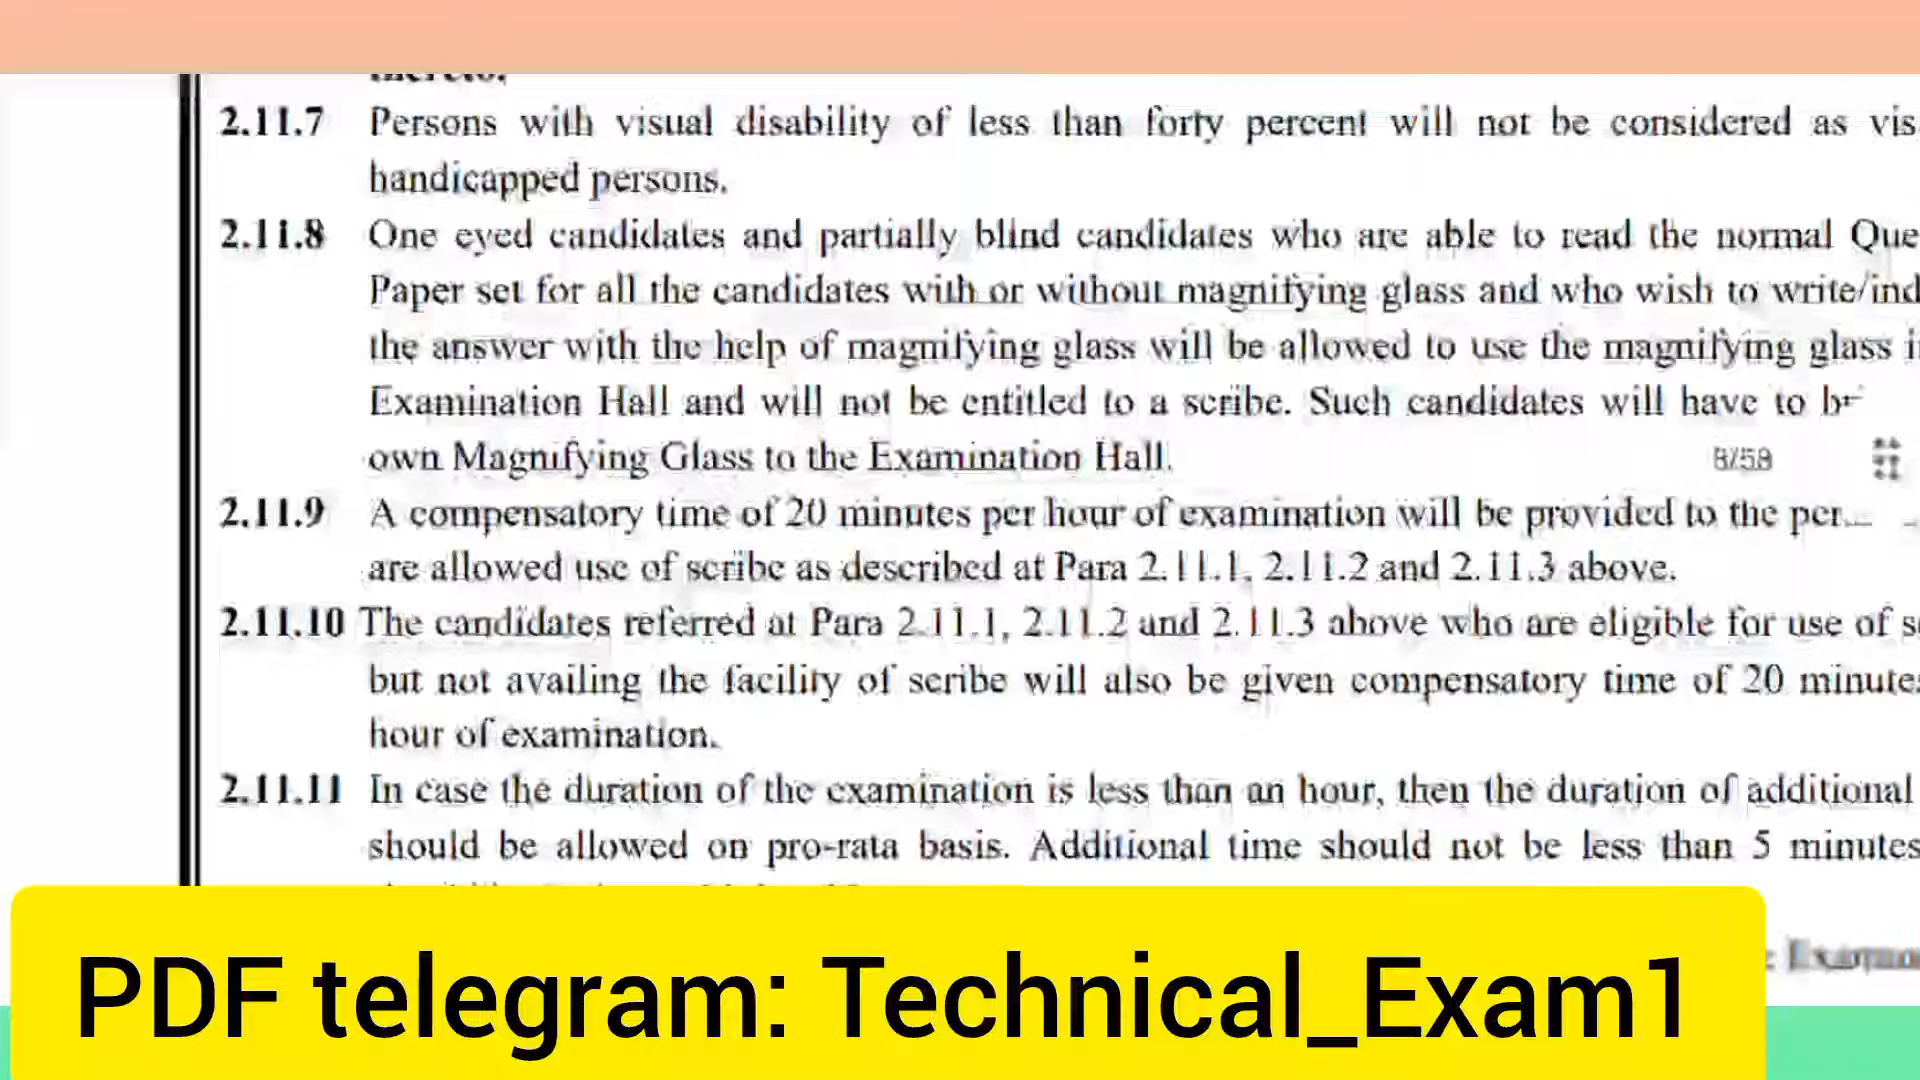 thereto.
2.11.7 Persons with visual disability of less than forty percent will not be considered as vis
handicapped persons.
2.11.8 One eyed candidates and partially blind candidates who are able to read the normal Que
Paper set for all the candidates with or without magnifying glass and who wish to write/ind
the answer with the help of magnifying glass will be allowed to use the magnifying glass i
Examination Hall and will not be entitled to a scribe. Such candidates will have to
own Magnifying Glass to the Examination Hall.
8/58
2.11.9 A compensatory time of 20 minutes per hour of examination will be provided to the per
are allowed use of scribe as described at Para 2.11.1, 2.11.2 and 2.11.3 above.
2.11.10 The candidates referred at Para 2.11.1, 2.11.2 and 2.11.3 above who are eligible for use of s
but not availing the facility of scribe will also be given compensatory time of 20 minutes
hour of examination.
2.11.11 In case the duration of the examination is less than an hour, then the duration of additional
should be allowed on pro-rata basis. Additional time should not be less than 5 minutes
PDF telegram: Technical_Exam1